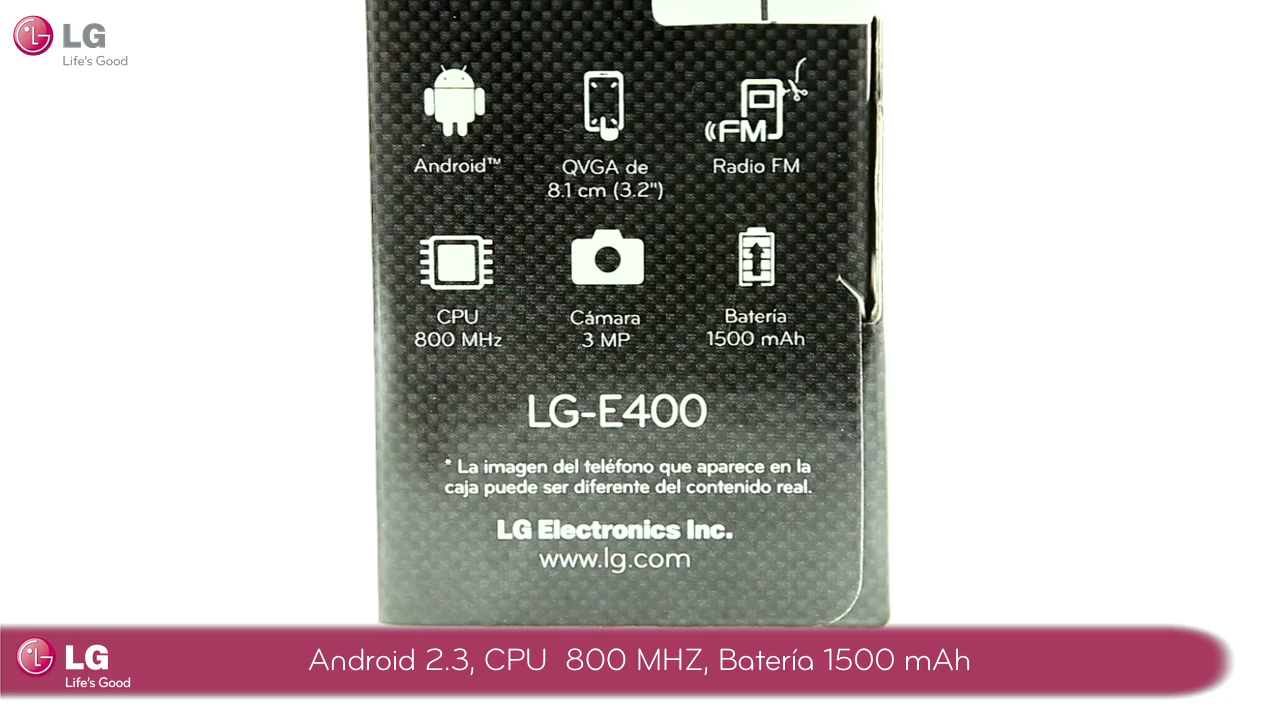 LG
Life's Good
Android™
QVGA de
8.1 cm (3.2")
FM
Radio FM
CPU
800 MHz
Cámara
3 MP
Batería
1500 mAh
LG-E400
* La imagen del teléfono que aparece en la
caja puede ser diferente del contenido real.
LG Electronics Inc.
www.lg.com
LG
Life's Good
Android 2.3, CPU  800 MHZ, Batería 1500 mAh